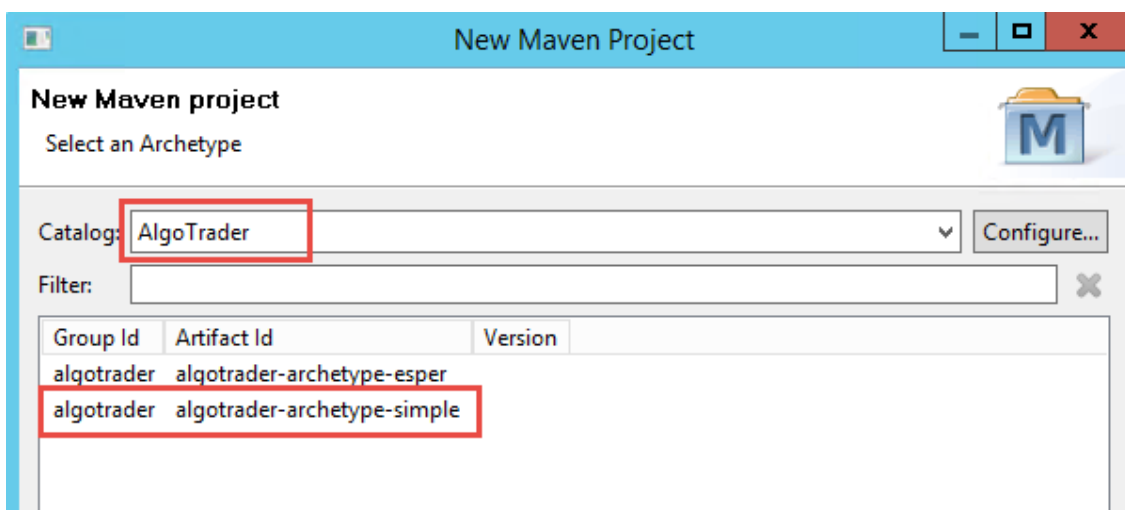 New Maven Project
New Maven project
Select an Archetype
M
Catalog: AlgoTrader Configure...
Filter:
Group Id Artifact Id Version
algotrader algotrader-archetype-esper
algotrader algotrader-archetype-simple